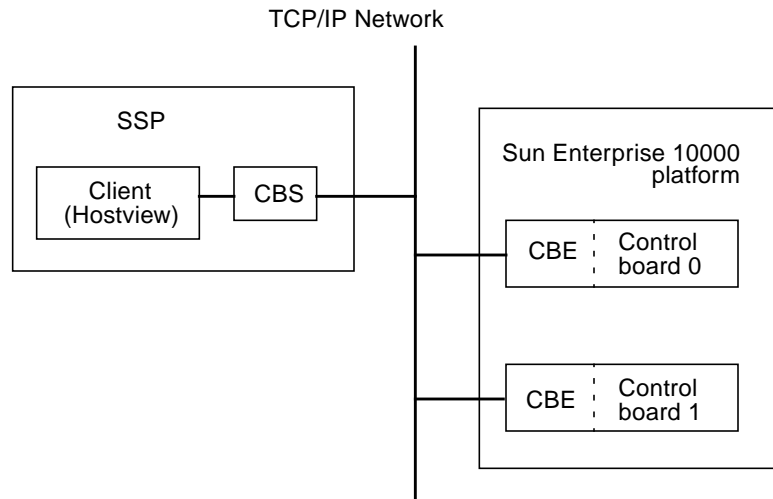 TCP/IP Network
SSP
Client
(Hostview)
CBS
Sun Enterprise 10000
platform
CBE
Control
board 0
CBE
Control
board 1